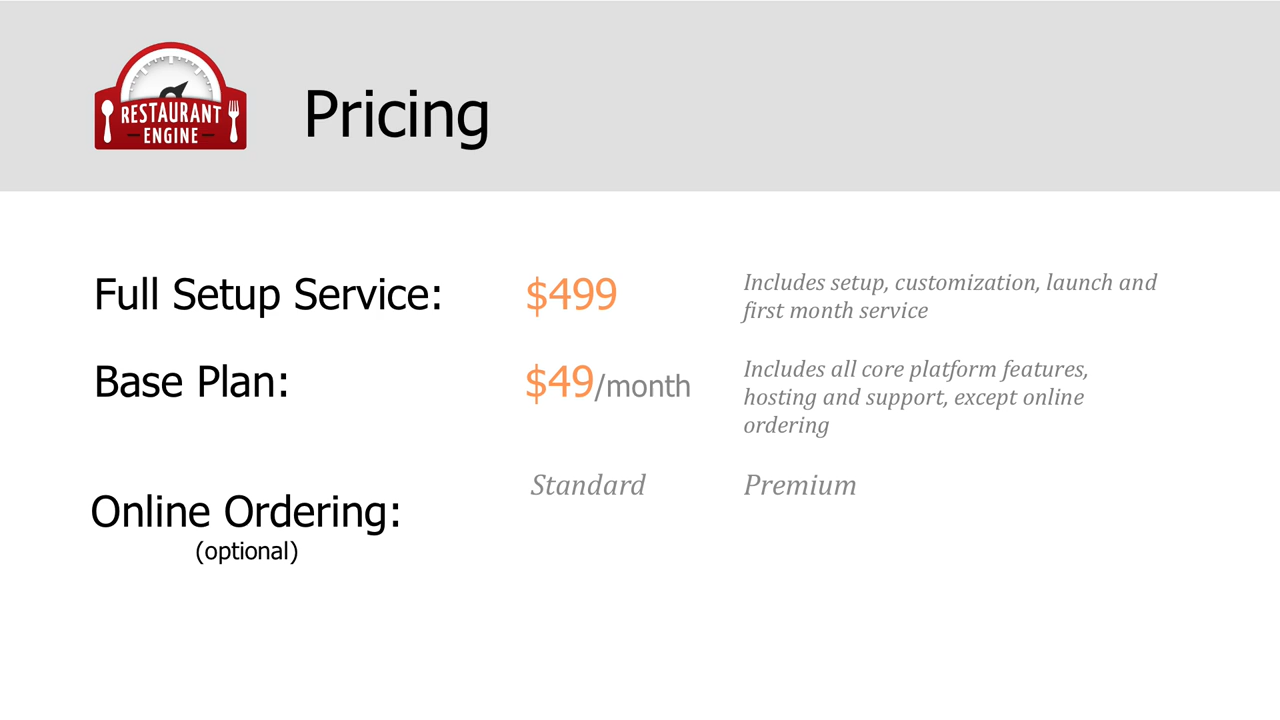 RESTAURANT
ENGINE
Pricing
Full Setup Service:
$499
Includes setup, customization, launch and
first month service
Base Plan:
$49/month
Includes all core platform features,
hosting and support, except online
ordering
Online Ordering:
(optional)
Standard
Premium